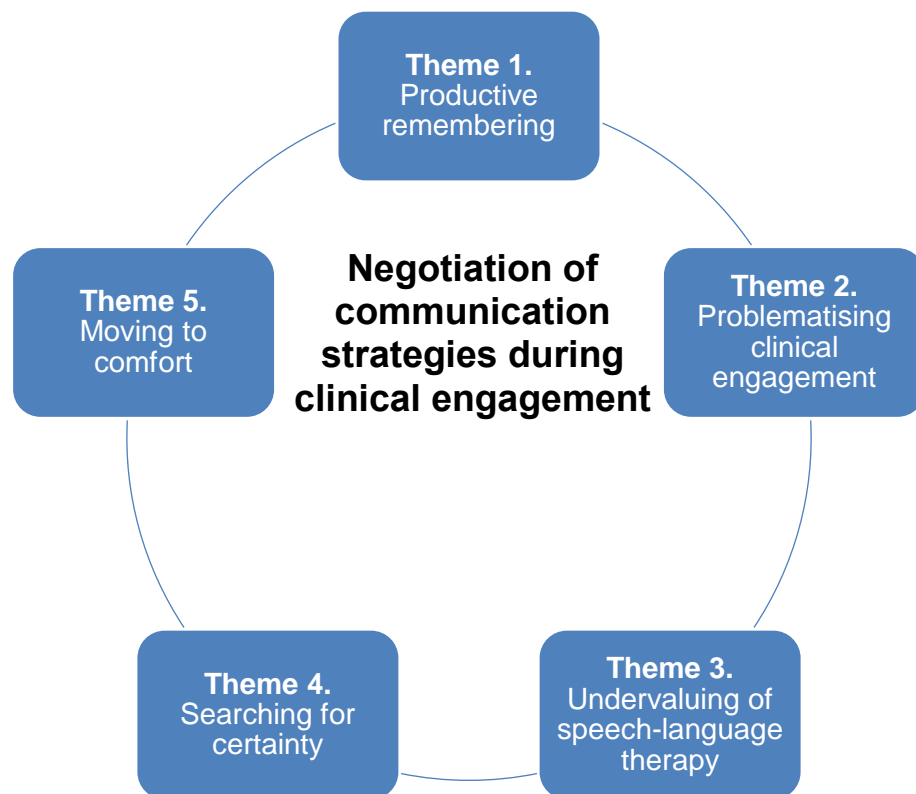 Theme 1.
Productive
remembering
Negotiation of
communication
strategies during
clinical engagement
Theme 2.
Problematising
clinical
engagement
Theme 3.
Undervaluing of
speech-language
therapy
Theme 4.
Searching for
certainty
Theme 5.
Moving to
comfort